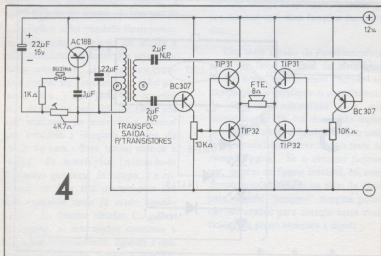 22µF
16v
AC188
BUZINA
1KΩ
1µF
4K7Ω
.22µF
P
S
TRANSFO.
SAIDA,
P/TRANSISTORES
2µF
N.P.
2µF
N.P.
BC307
10KΩ
TIP31
TIP32
FTE.
8Ω
TIP31
TIP32
BC307
10KΩ
+
12v.
−
4